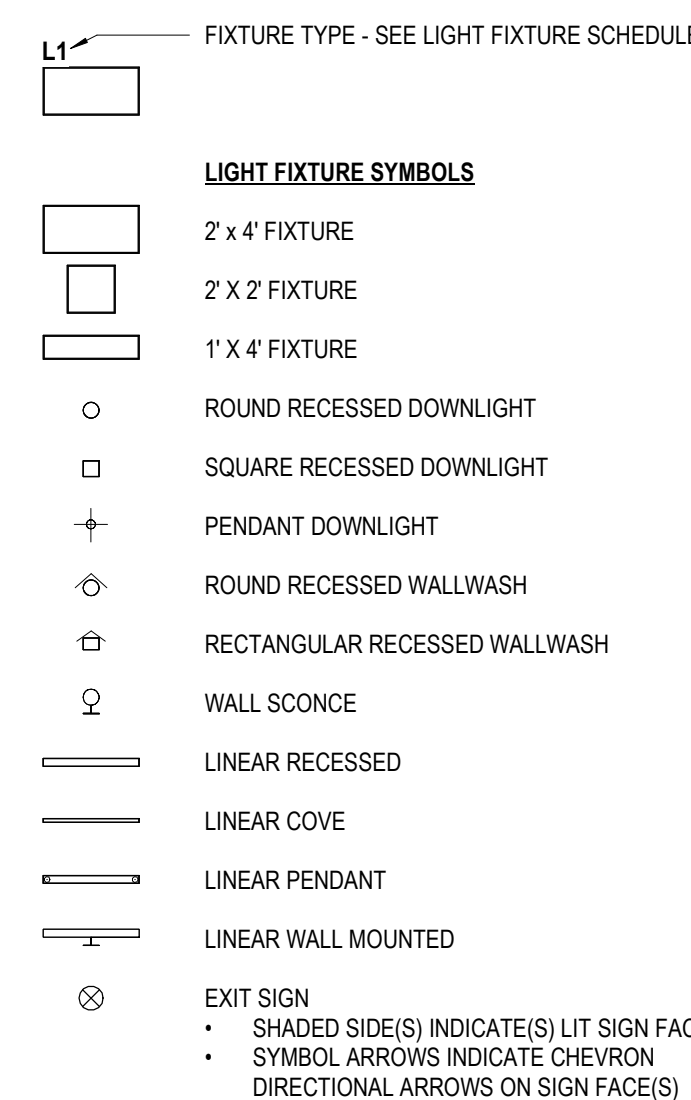 FIXTURE TYPE - SEE LIGHT FIXTURE SCHEDULE
L1
LIGHT FIXTURE SYMBOLS
2' x 4' FIXTURE
2' X 2' FIXTURE
1' X 4' FIXTURE
ROUND RECESSED DOWNLIGHT
SQUARE RECESSED DOWNLIGHT
PENDANT DOWNLIGHT
ROUND RECESSED WALLWASH
RECTANGULAR RECESSED WALLWASH
WALL SCONCE
LINEAR RECESSED
LINEAR COVE
LINEAR PENDANT
LINEAR WALL MOUNTED
EXIT SIGN
• SHADED SIDE(S) INDICATE(S) LIT SIGN
• SYMBOL ARROWS INDICATE CHEVRON
DIRECTIONAL ARROWS ON SIGN FACE(S)